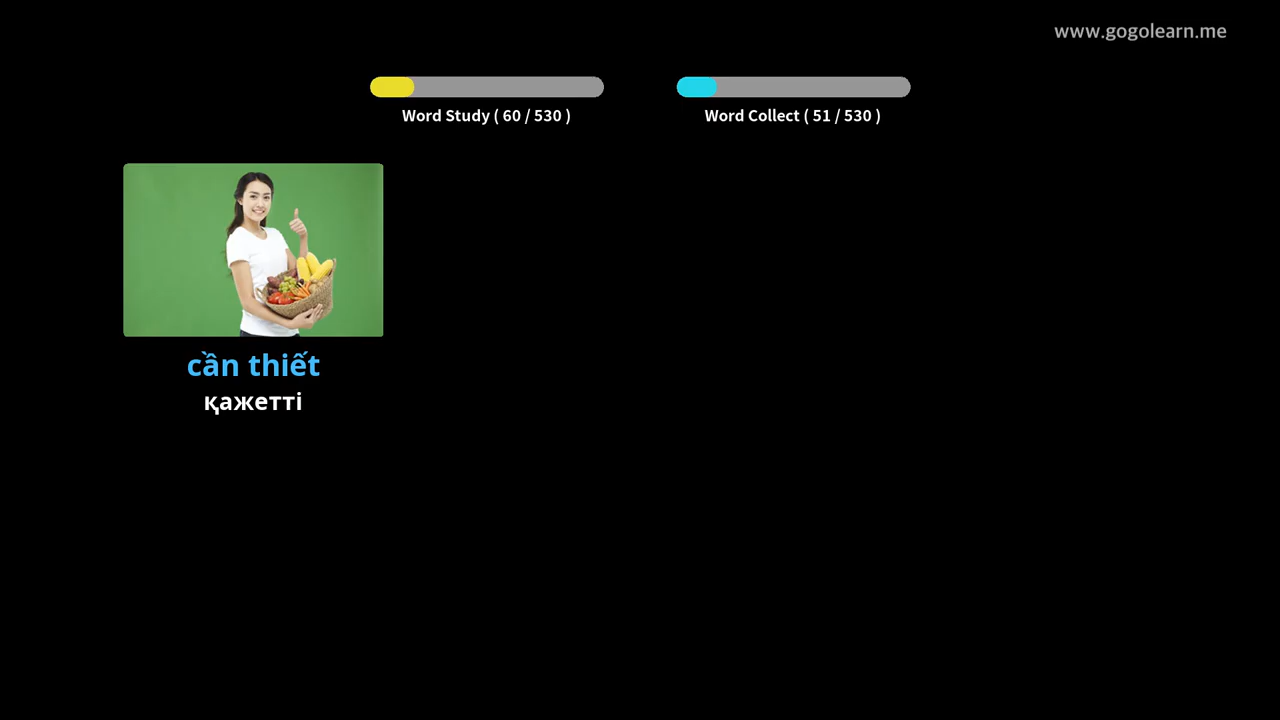 www.gogolearn.me
Word Study ( 60 / 530 )
Word Collect ( 51 / 530 )
cần thiết
қажетті